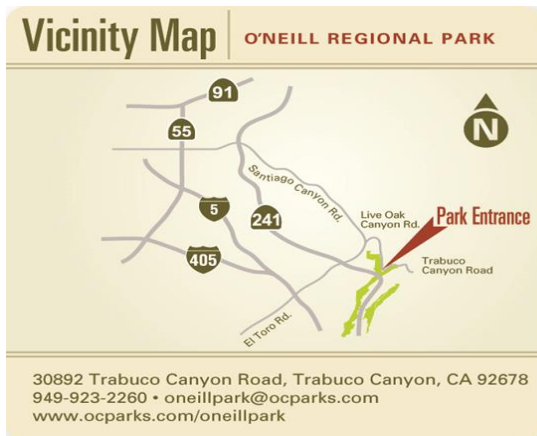 Vicinity Map
O'NEILL REGIONAL PARK
91
N
55
Santiago Canyon Rd.
5
241
Live Oak
Canyon Rd.
Park Entrance
405
Trabuco
Canyon Road
El Toro Rd.
30892 Trabuco Canyon Road, Trabuco Canyon, CA 92678
949-923-2260 • oneillpark@ocparks.com
www.ocparks.com/oneillpark